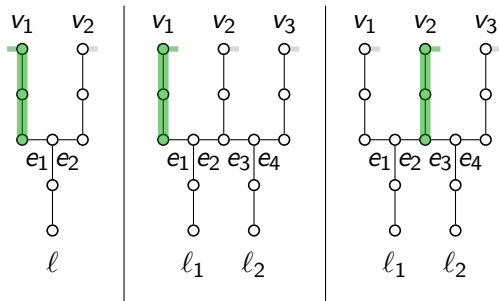 v₁ v₂
e₁ e₂
ℓ
v₁ v₂ v₃
e₁ e₂ e₃ e₄
ℓ₁ ℓ₂
v₁ v₂ v₃
e₁ e₂ e₃ e₄
ℓ₁ ℓ₂